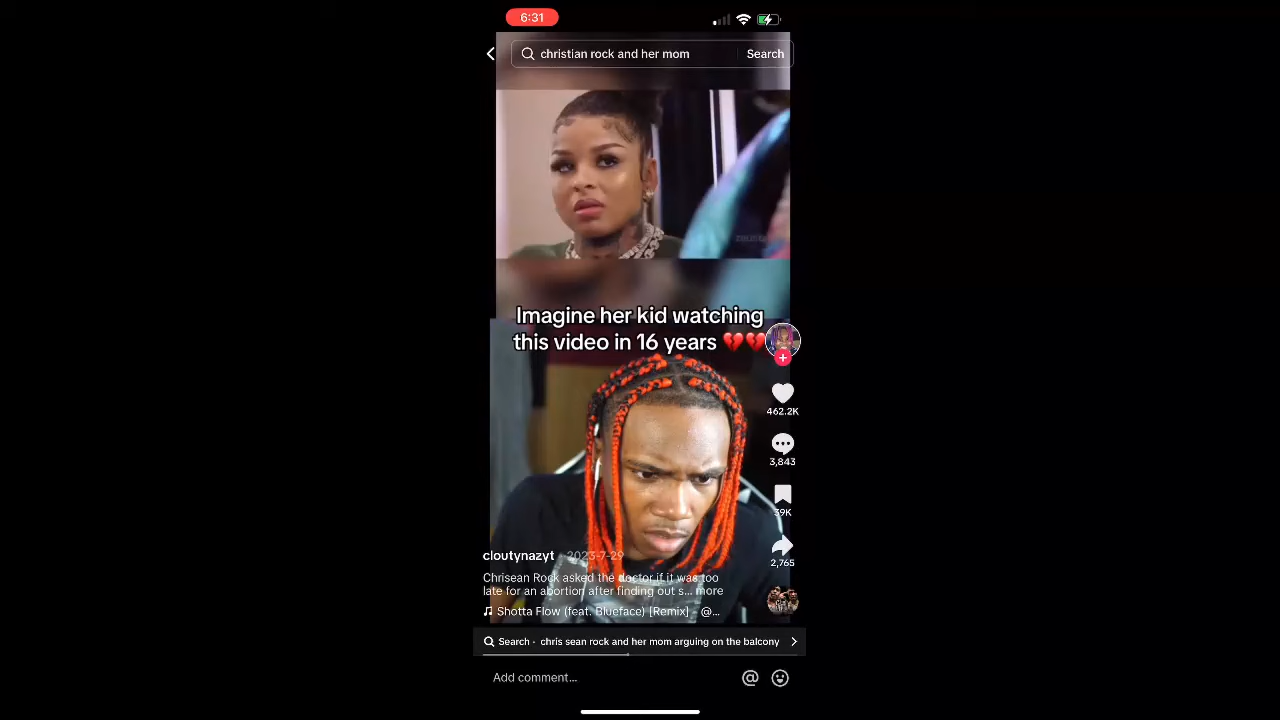 6:31
christian rock and her mom
Search
Imagine her kid watching
this video in 16 years 💔💔
462.2K
3,843
39K
2,765
cloutynazyt · 2023-7-29
Chrisean Rock asked the doctor if it was too
late for an abortion after finding out s... more
Shotta Flow (feat. Blueface) [Remix] - @...
Search · chris sean rock and her mom arguing on the balcony
Add comment...